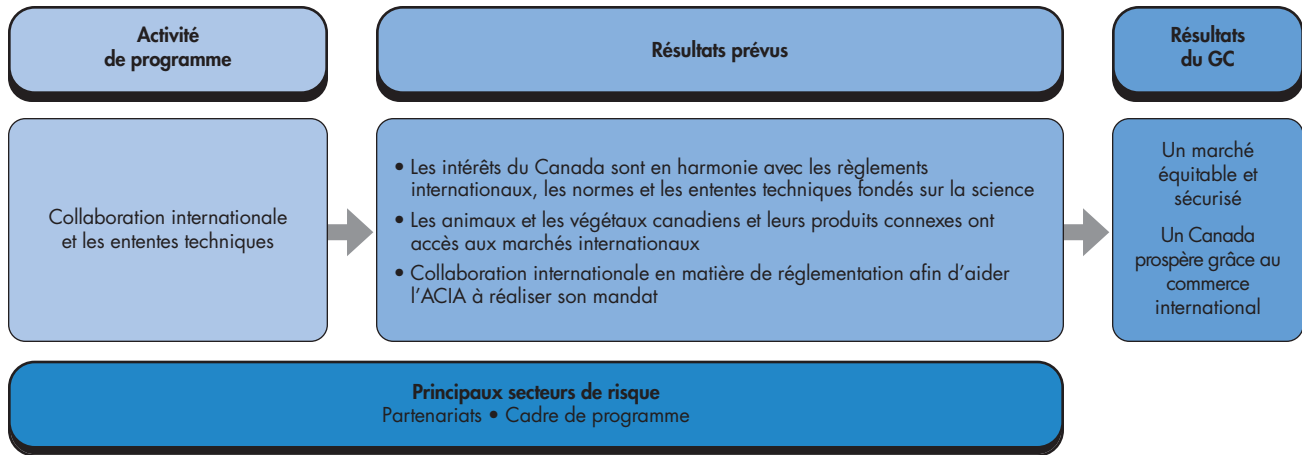 Activité
de programme
Résultats prévus
Résultats
du GC
Collaboration internationale
et les ententes techniques
• Les intérêts du Canada sont en harmonie avec les règlements
internationaux, les normes et les ententes techniques fondés sur la science
• Les animaux et les végétaux canadiens et leurs produits connexes ont
accès aux marchés internationaux
• Collaboration internationale en matière de réglementation afin d'aider
l'ACIA à réaliser son mandat
Un marché
équitable et
sécurisé
Un Canada
prospère grâce au
commerce
international
Principaux secteurs de risque
Partenariats • Cadre de programme